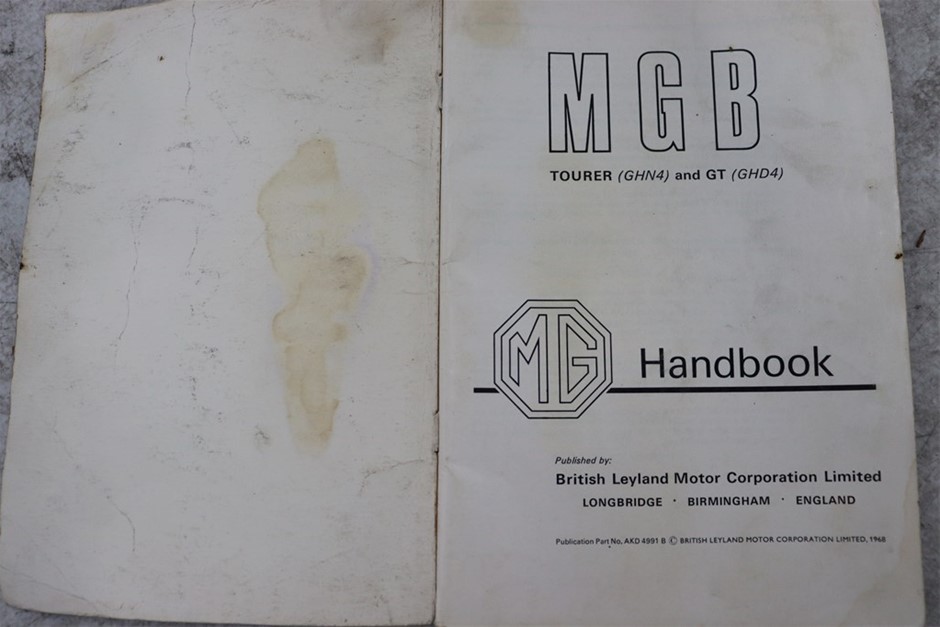 MGB
TOURER (GHN4) and GT (GHD4)
MG
Handbook
Published by:
British Leyland Motor Corporation Limited
LONGBRIDGE · BIRMINGHAM · ENGLAND
Publication Part No. AKD 4991 B © BRITISH LEYLAND MOTOR CORPORATION LIMITED, 1968